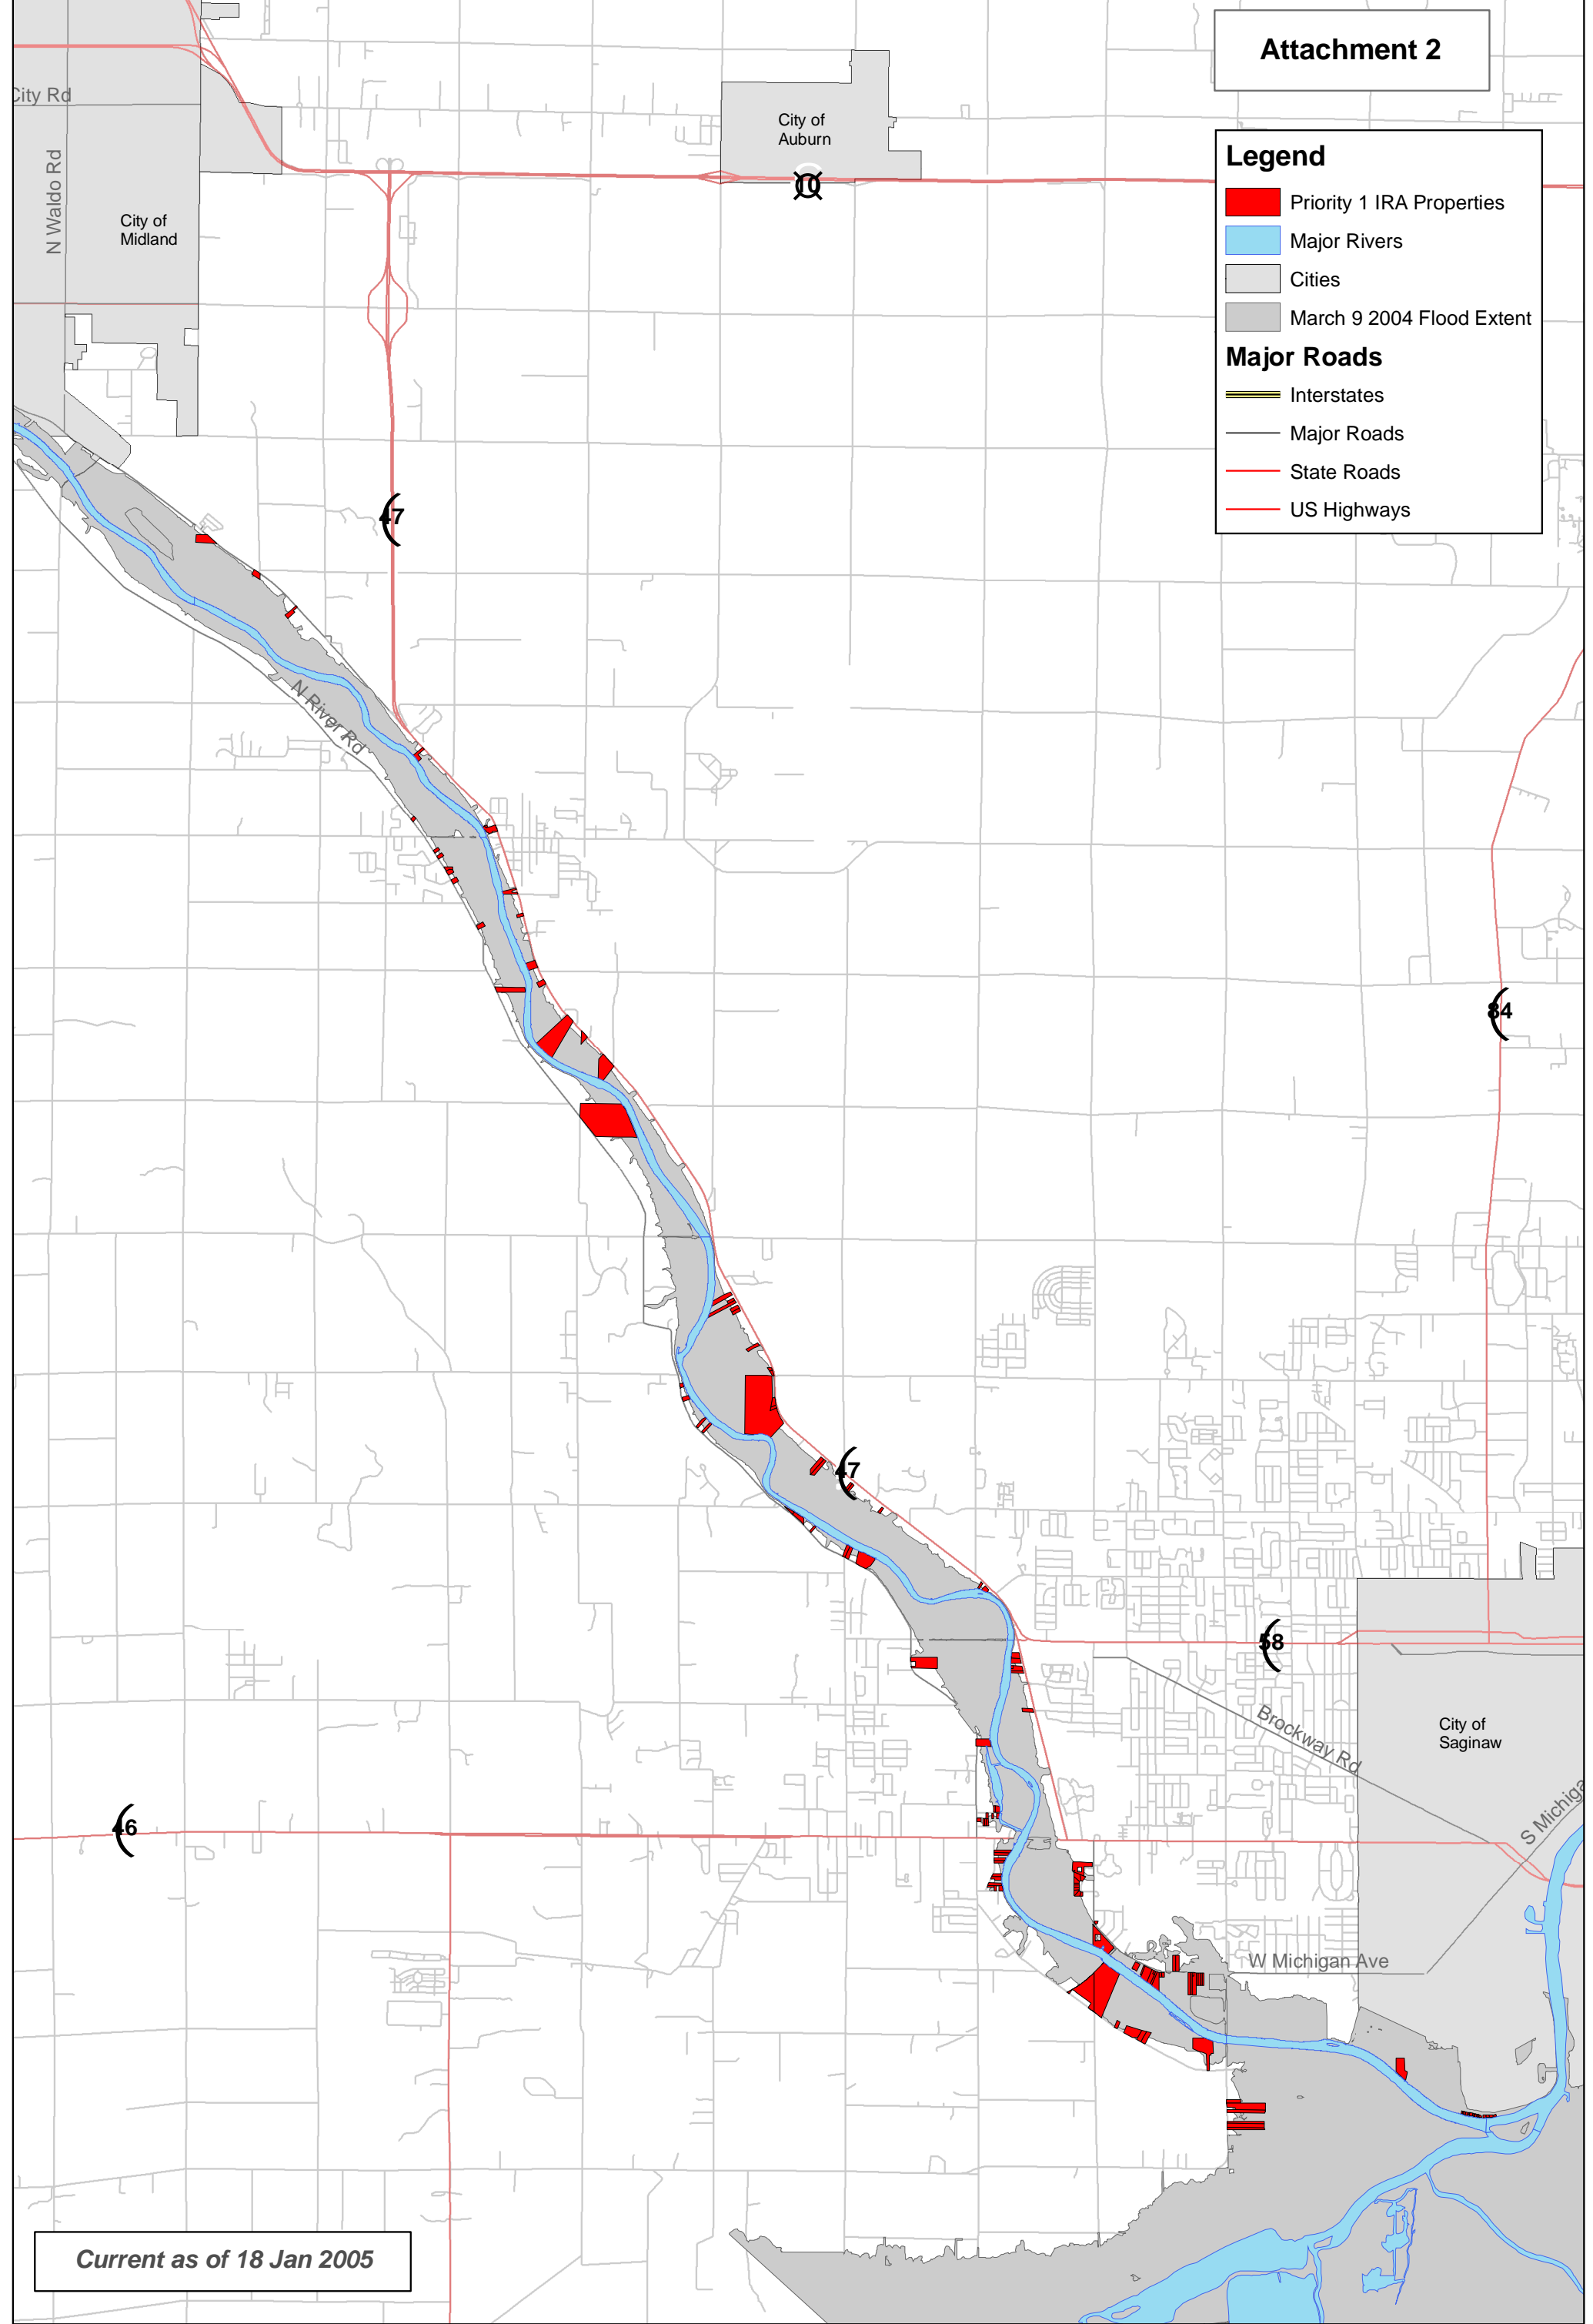 Attachment 2
City Rd
N Waldo Rd
City of
Midland
City of
Auburn
10
Legend
Priority 1 IRA Properties
Major Rivers
Cities
March 9 2004 Flood Extent
Major Roads
Interstates
Major Roads
State Roads
US Highways
47
N River Rd
84
47
58
Brockway Rd
City of
Saginaw
46
S Michiga
W Michigan Ave
Current as of 18 Jan 2005